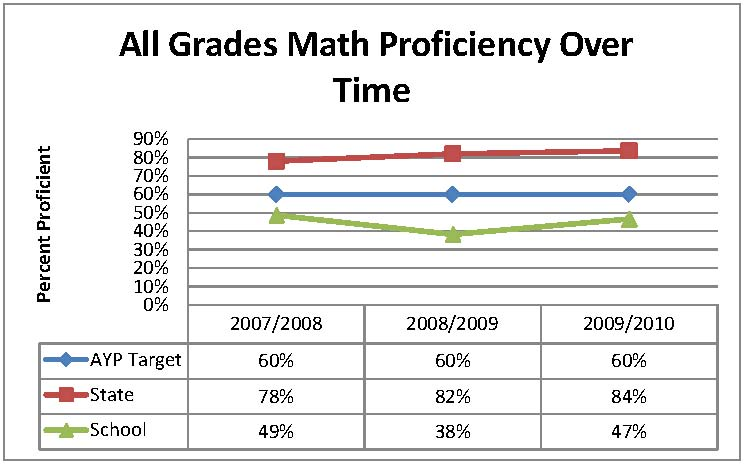 All Grades Math Proficiency Over
Time
Percent Proficient
90%
80%
70%
60%
50%
40%
30%
20%
10%
0%
2007/2008 2008/2009 2009/2010
AYP Target 60% 60% 60%
State 78% 82% 84%
School 49% 38% 47%